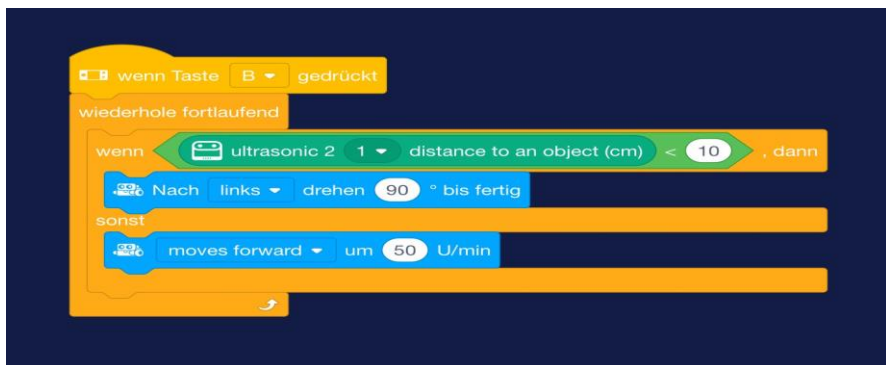 wenn Taste B gedrückt
wiederhole fortlaufend
wenn ultrasonic 2 1 distance to an object (cm) < 10 , dann
Nach links drehen 90 ° bis fertig
sonst
moves forward um 50 U/min